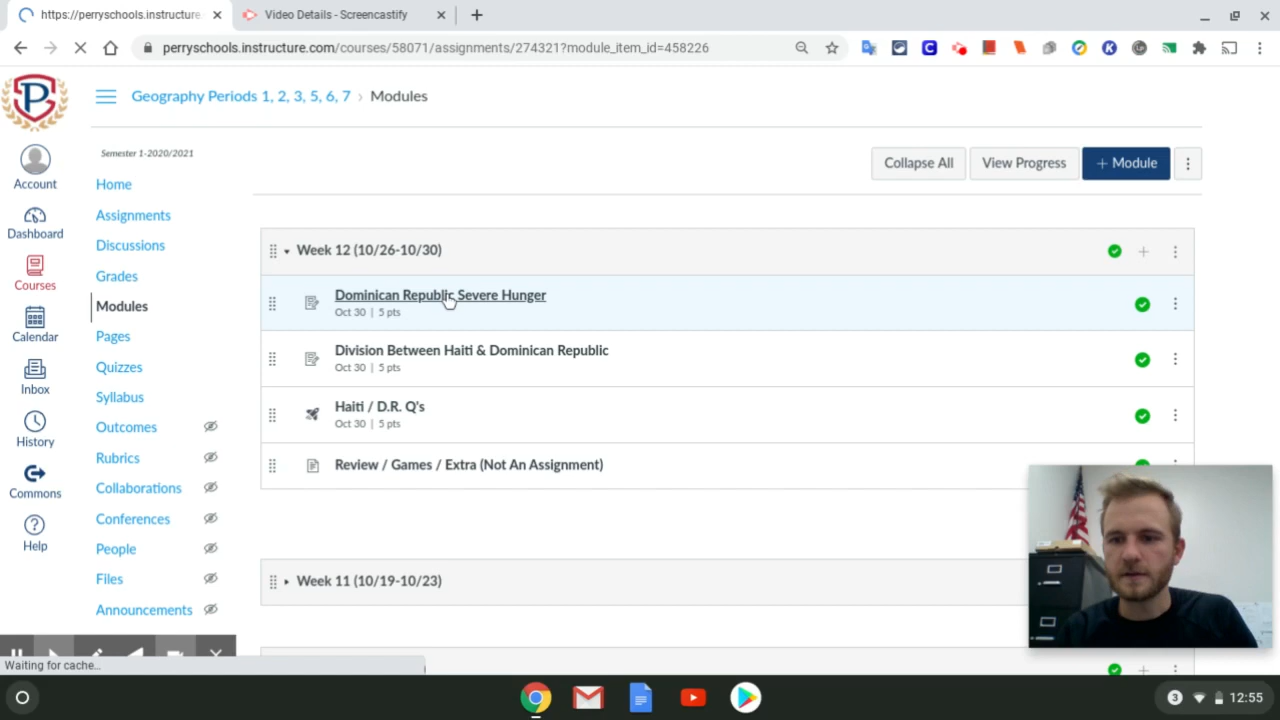 https://perryschools.instructure.
Video Details - Screencastify
perryschools.instructure.com/courses/58071/assignments/274321?module_item_id=458226
Geography Periods 1, 2, 3, 5, 6, 7 › Modules
Semester 1-2020/2021
Collapse All
View Progress
+ Module
Account
Dashboard
Courses
Calendar
Inbox
History
Commons
Help
Home
Assignments
Discussions
Grades
Modules
Pages
Quizzes
Syllabus
Outcomes
Rubrics
Collaborations
Conferences
People
Files
Announcements
Week 12 (10/26-10/30)
Dominican Republic Severe Hunger
Oct 30 | 5 pts
Division Between Haiti & Dominican Republic
Oct 30 | 5 pts
Haiti / D.R. Q's
Oct 30 | 5 pts
Review / Games / Extra (Not An Assignment)
Week 11 (10/19-10/23)
Waiting for cache...
3
12:55